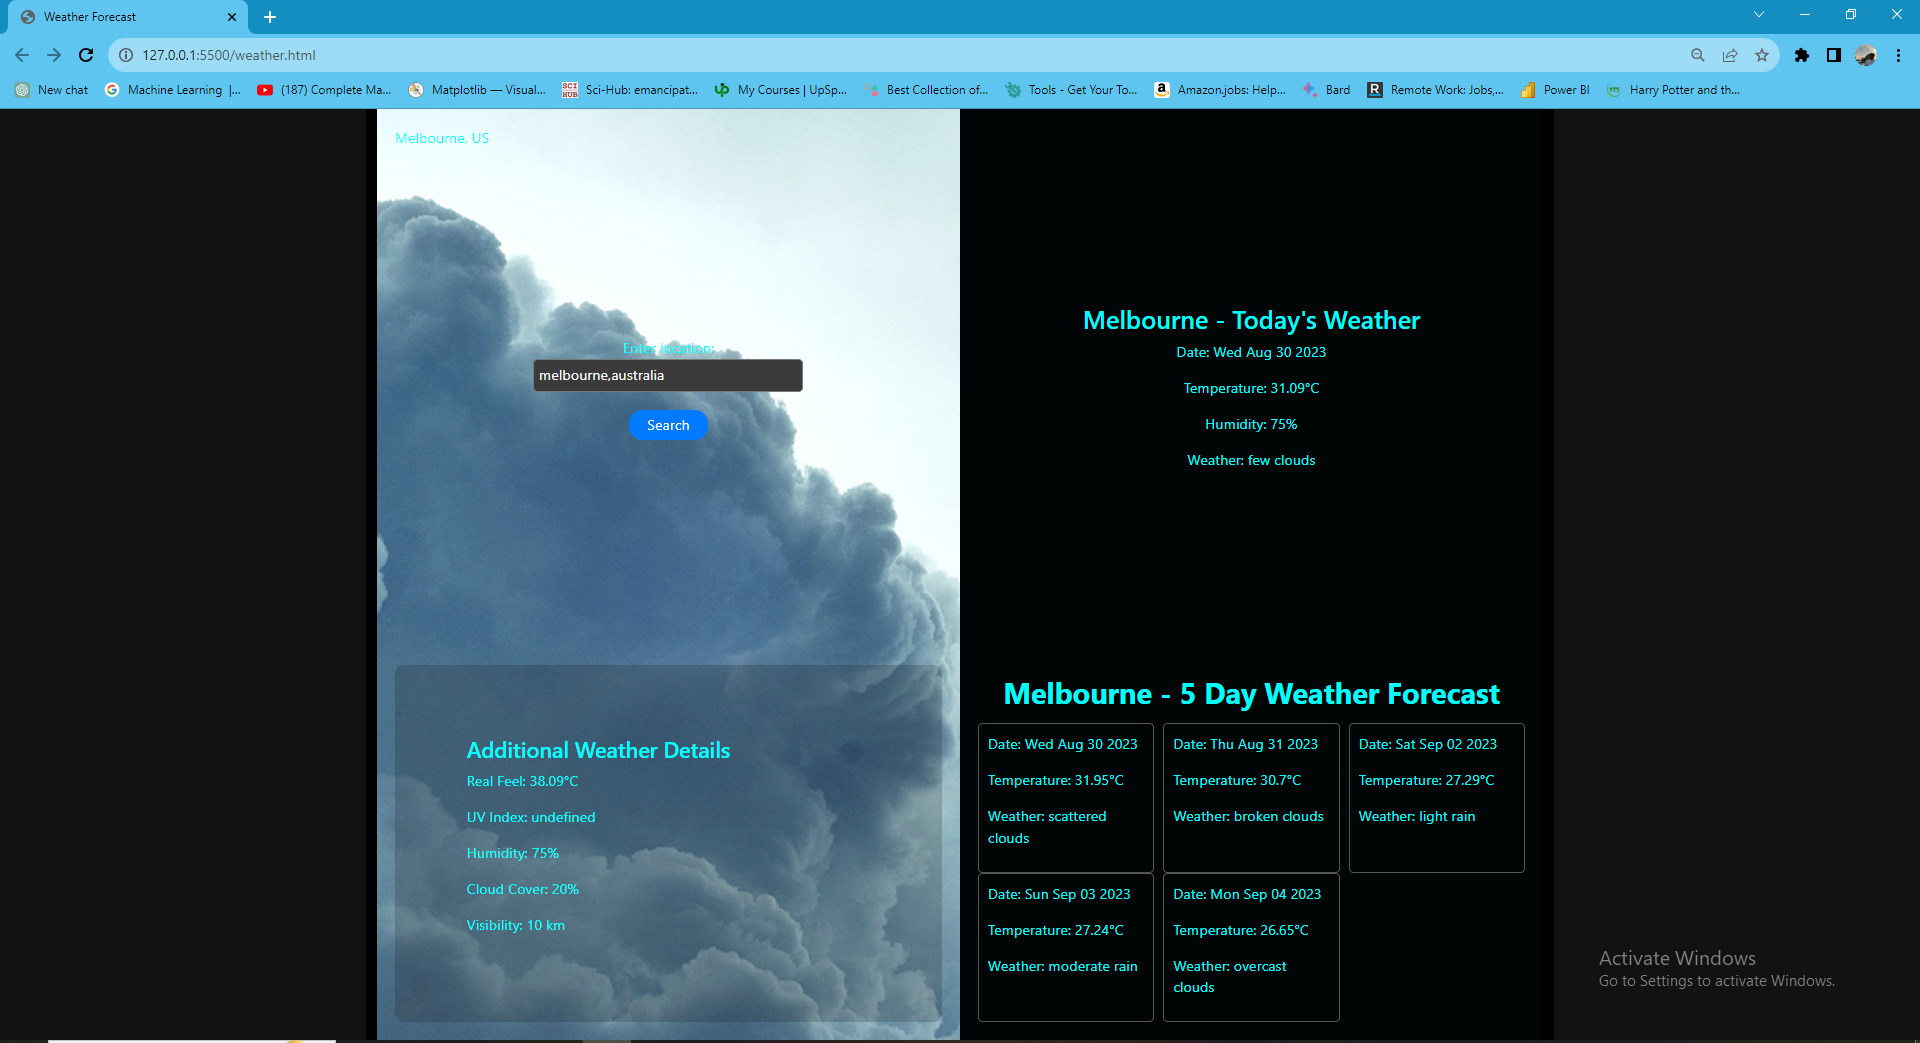 Weather Forecast
127.0.0.1:5500/weather.html
New chat
Machine Learning |...
(187) Complete Ma...
Matplotlib — Visual...
SCI HUB
Sci-Hub: emancipat...
My Courses | UpSp...
Best Collection of...
Tools - Get Your To...
Amazon.jobs: Help...
Bard
Remote Work: Jobs,...
Power BI
Harry Potter and th...
Melbourne, US
Enter location:
melbourne,australia
Search
Additional Weather Details
Real Feel: 38.09°C
UV Index: undefined
Humidity: 75%
Cloud Cover: 20%
Visibility: 10 km
Melbourne - Today's Weather
Date: Wed Aug 30 2023
Temperature: 31.09°C
Humidity: 75%
Weather: few clouds
Melbourne - 5 Day Weather Forecast
Date: Wed Aug 30 2023
Temperature: 31.95°C
Weather: scattered
clouds
Date: Thu Aug 31 2023
Temperature: 30.7°C
Weather: broken clouds
Date: Sat Sep 02 2023
Temperature: 27.29°C
Weather: light rain
Date: Sun Sep 03 2023
Temperature: 27.24°C
Weather: moderate rain
Date: Mon Sep 04 2023
Temperature: 26.65°C
Weather: overcast
clouds
Activate Windows
Go to Settings to activate Windows.